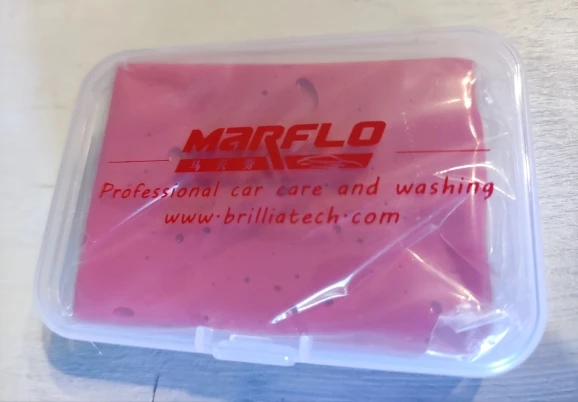 MARFLO
Professional car care and washing
www.brilliatech.com